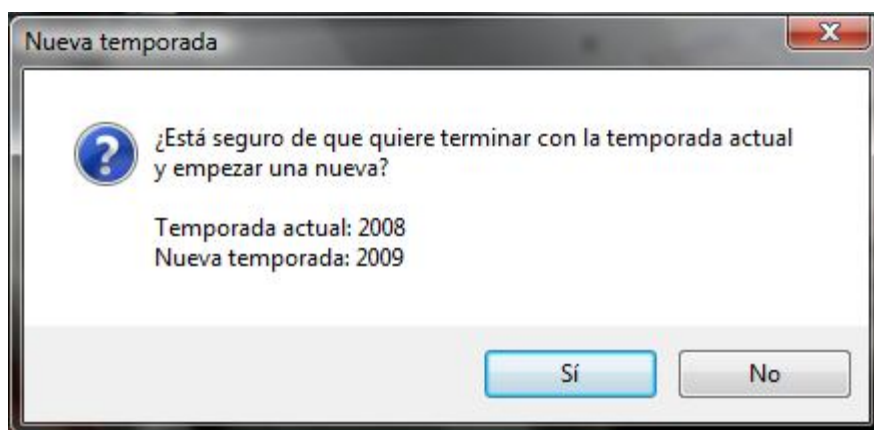 Nueva temporada
¿Está seguro de que quiere terminar con la temporada actual
y empezar una nueva?
Temporada actual: 2008
Nueva temporada: 2009
Sí
No